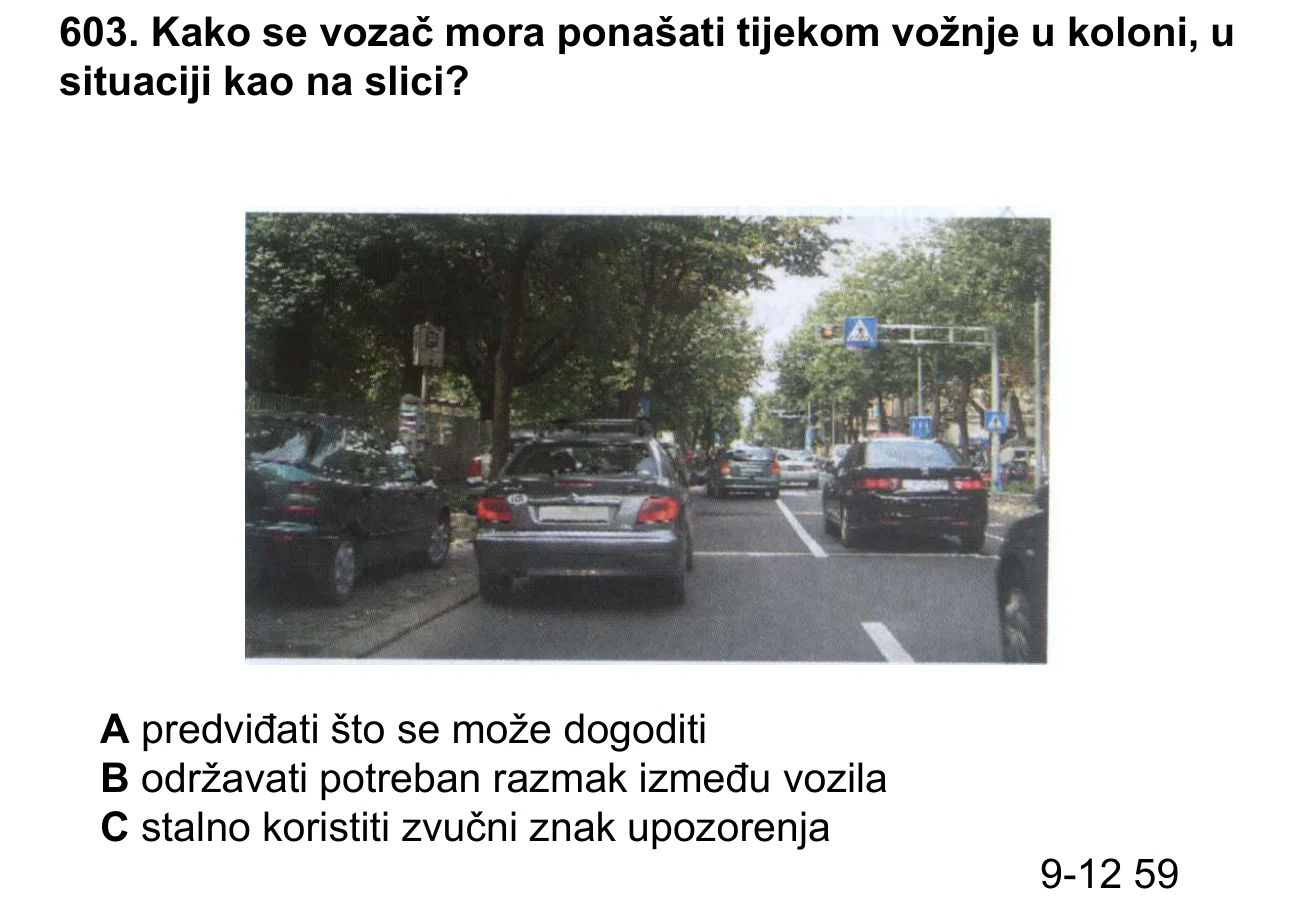 603. Kako se vozač mora ponašati tijekom vožnje u koloni, u
situaciji kao na slici?
A predviđati što se može dogoditi
B održavati potreban razmak između vozila
C stalno koristiti zvučni znak upozorenja
9-12 59